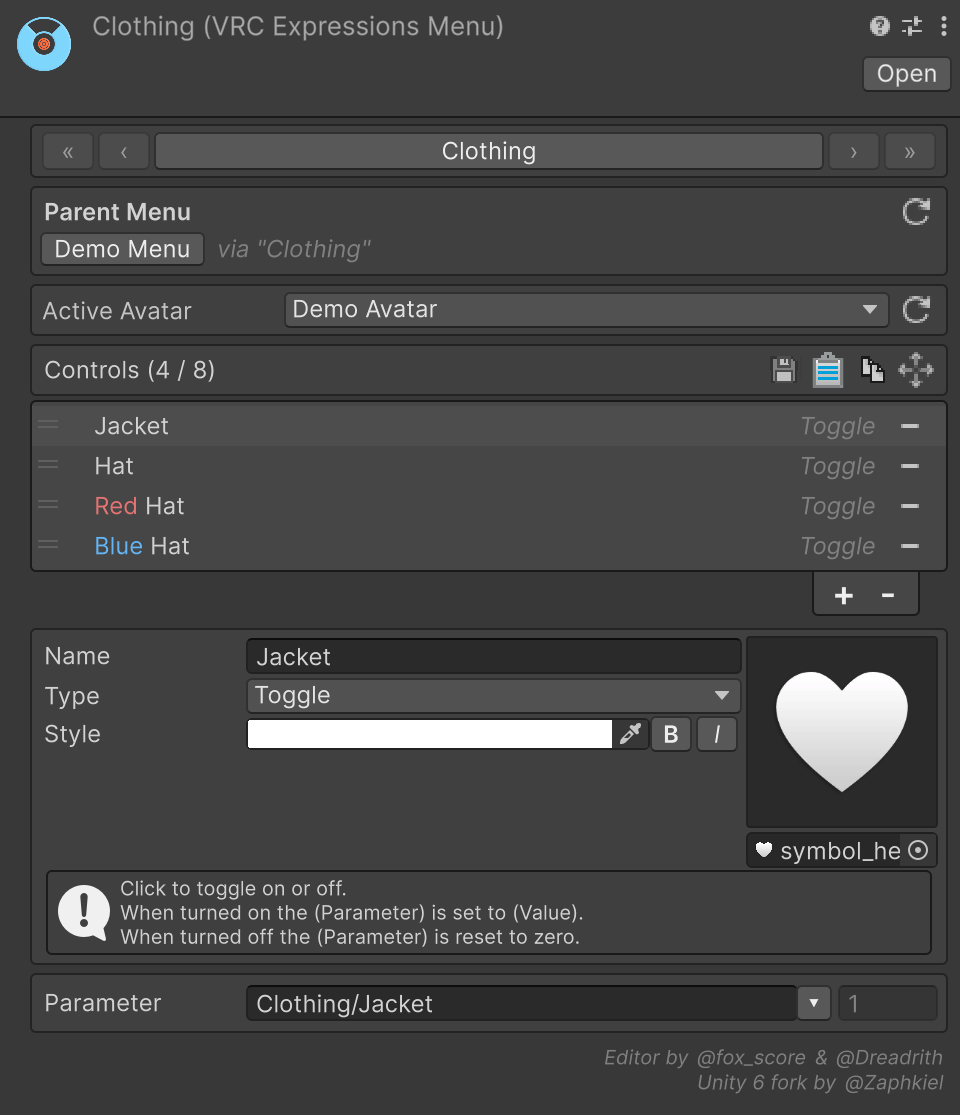 Clothing (VRC Expressions Menu)
Open
« ‹ Clothing › »
Parent Menu
Demo Menu via "Clothing"
Active Avatar Demo Avatar
Controls (4 / 8)
Jacket Toggle
Hat Toggle
Red Hat Toggle
Blue Hat Toggle
+ -
Name Jacket
Type Toggle
Style B I
symbol_he
Click to toggle on or off.
When turned on the (Parameter) is set to (Value).
When turned off the (Parameter) is reset to zero.
Parameter Clothing/Jacket 1
Editor by @fox_score & @Dreadrith
Unity 6 fork by @Zaphkiel